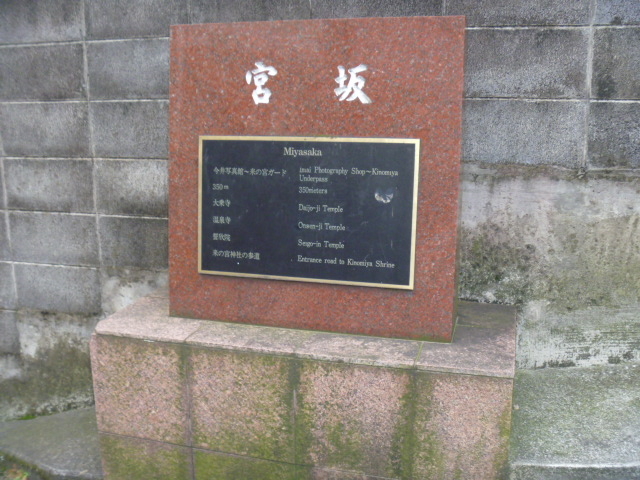 宮坂
Miyasaka
今井写真館～来の宮ガード imai Photography Shop～Kinomiya
Underpass
350m 350meters
大乗寺 Daijo-ji Temple
温泉寺 Onsen-ji Temple
誓欣院 Seigo-in Temple
来の宮神社の参道 Entrance road to Kinomiya Shrine